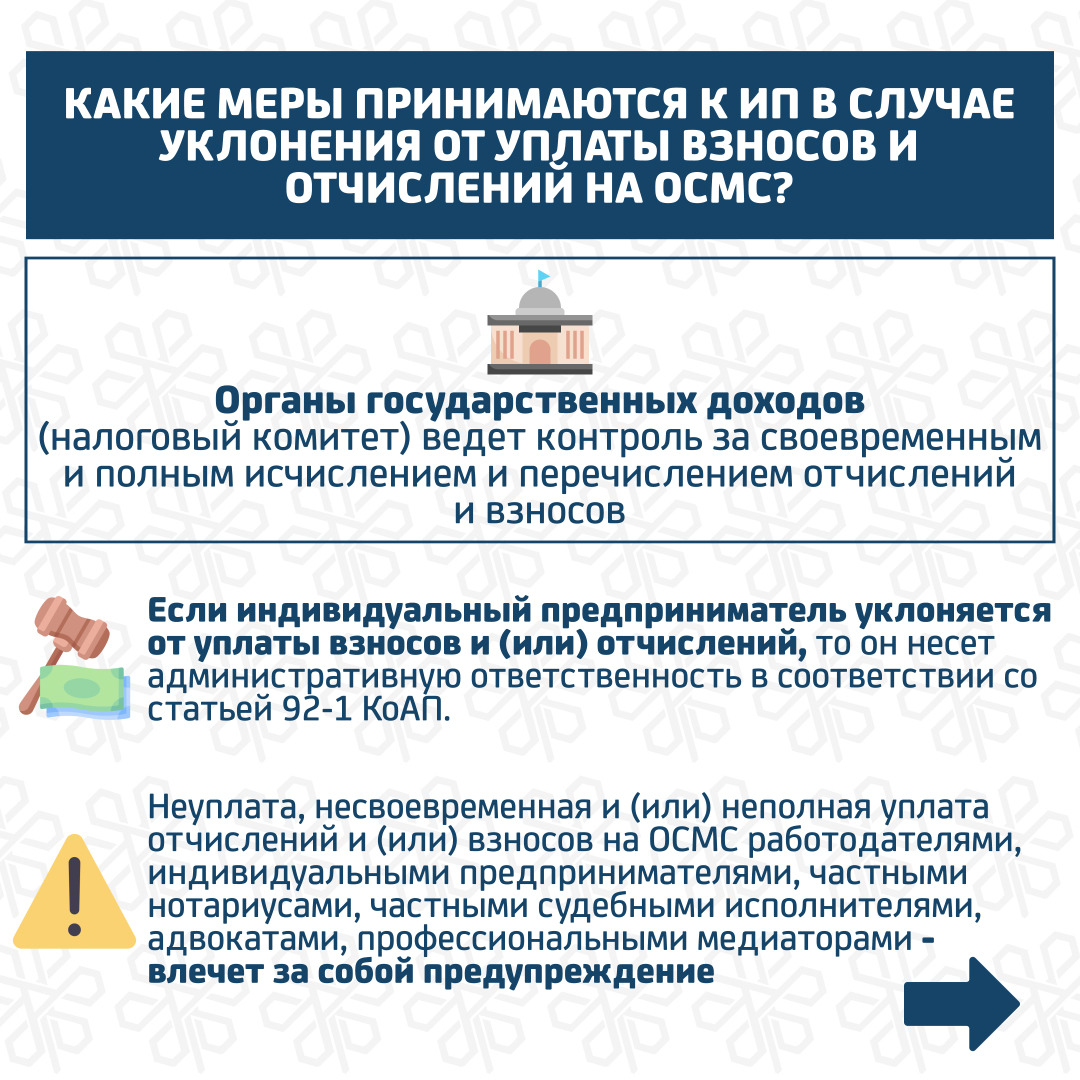 КАКИЕ МЕРЫ ПРИНИМАЮТСЯ К ИП В СЛУЧАЕ
УКЛОНЕНИЯ ОТ УПЛАТЫ ВЗНОСОВ И
ОТЧИСЛЕНИЙ НА ОСМС?
Органы государственных доходов
(налоговый комитет) ведет контроль за своевременным
и полным исчислением и перечислением отчислений
и взносов
Если индивидуальный предприниматель уклоняется
от уплаты взносов и (или) отчислений, то он несет
административную ответственность в соответствии со
статьей 92-1 КоАП.
Неуплата, несвоевременная и (или) неполная уплата
отчислений и (или) взносов на ОСМС работодателями,
индивидуальными предпринимателями, частными
нотариусами, частными судебными исполнителями,
адвокатами, профессиональными медиаторами -
влечет за собой предупреждение